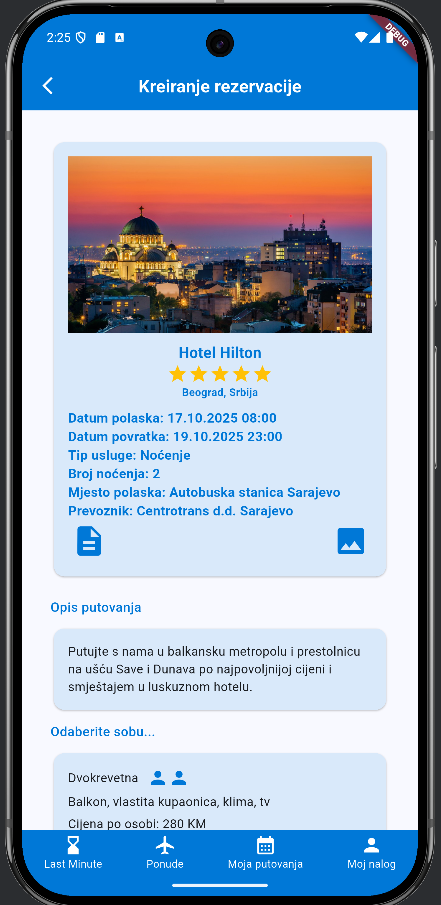 2:25
DEBUG
Kreiranje rezervacije
Hotel Hilton
Beograd, Srbija
Datum polaska: 17.10.2025 08:00
Datum povratka: 19.10.2025 23:00
Tip usluge: Noćenje
Broj noćenja: 2
Mjesto polaska: Autobuska stanica Sarajevo
Prevoznik: Centrotrans d.d. Sarajevo
Opis putovanja
Putujte s nama u balkansku metropolu i prestolnicu
na ušću Save i Dunava po najpovoljnijoj cijeni i
smještajem u luskuznom hotelu.
Odaberite sobu...
Dvokrevetna
Balkon, vlastita kupaonica, klima, tv
Cijena po osobi: 280 KM
Last Minute
Ponude
Moja putovanja
Moj nalog